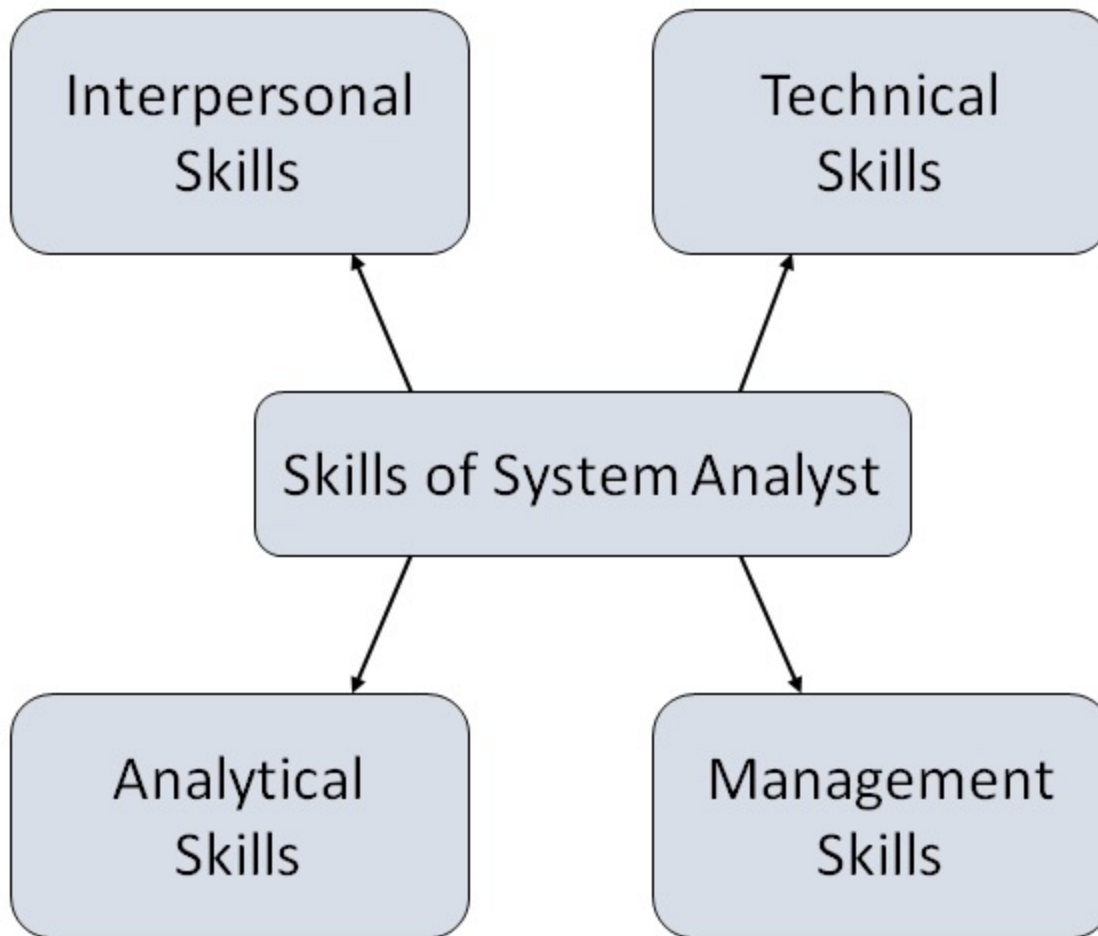 Interpersonal
Skills
Technical
Skills
Skills of System Analyst
Analytical
Skills
Management
Skills